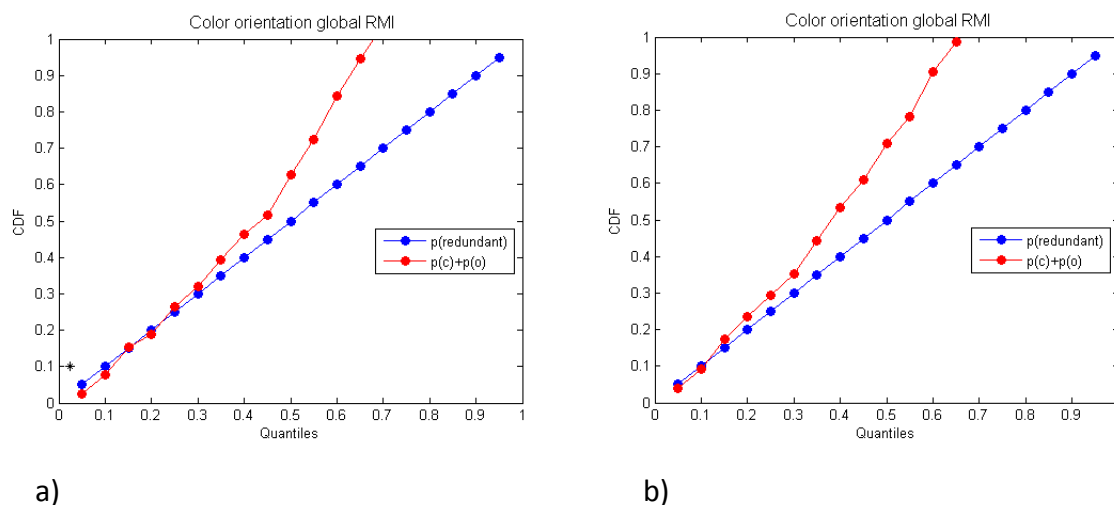 Color orientation global RMI
1
0.9
0.8
0.7
0.6
0.5
0.4
0.3
0.2
0.1
0
CDF
p(redundant)
p(c)+p(o)
*
0 0.1 0.2 0.3 0.4 0.5 0.6 0.7 0.8 0.9 1
Quantiles
a)
Color orientation global RMI
1
0.9
0.8
0.7
0.6
0.5
0.4
0.3
0.2
0.1
0
CDF
p(redundant)
p(c)+p(o)
0 0.1 0.2 0.3 0.4 0.5 0.6 0.7 0.8 0.9
Quantiles
b)